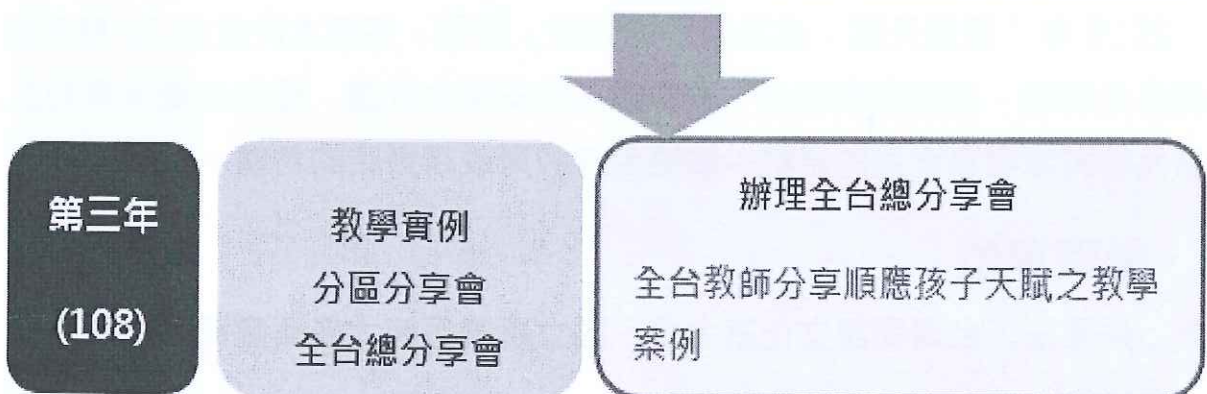 第三年
(108)
教學實例
分區分享會
全台總分享會
辦理全台總分享會
全台教師分享順應孩子天賦之教學
案例